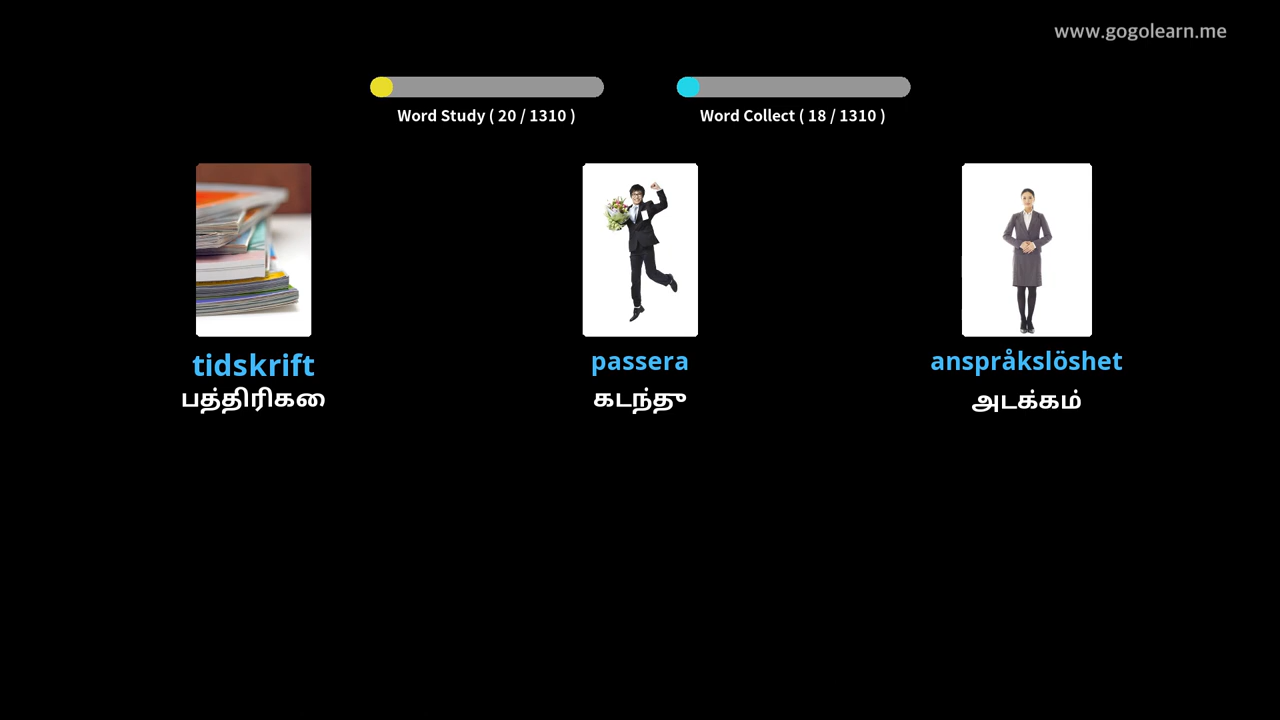 www.gogolearn.me
Word Study ( 20 / 1310 )
Word Collect ( 18 / 1310 )
tidskrift
பத்திரிகை
passera
கடந்து
anspråkslöshet
அடக்கம்